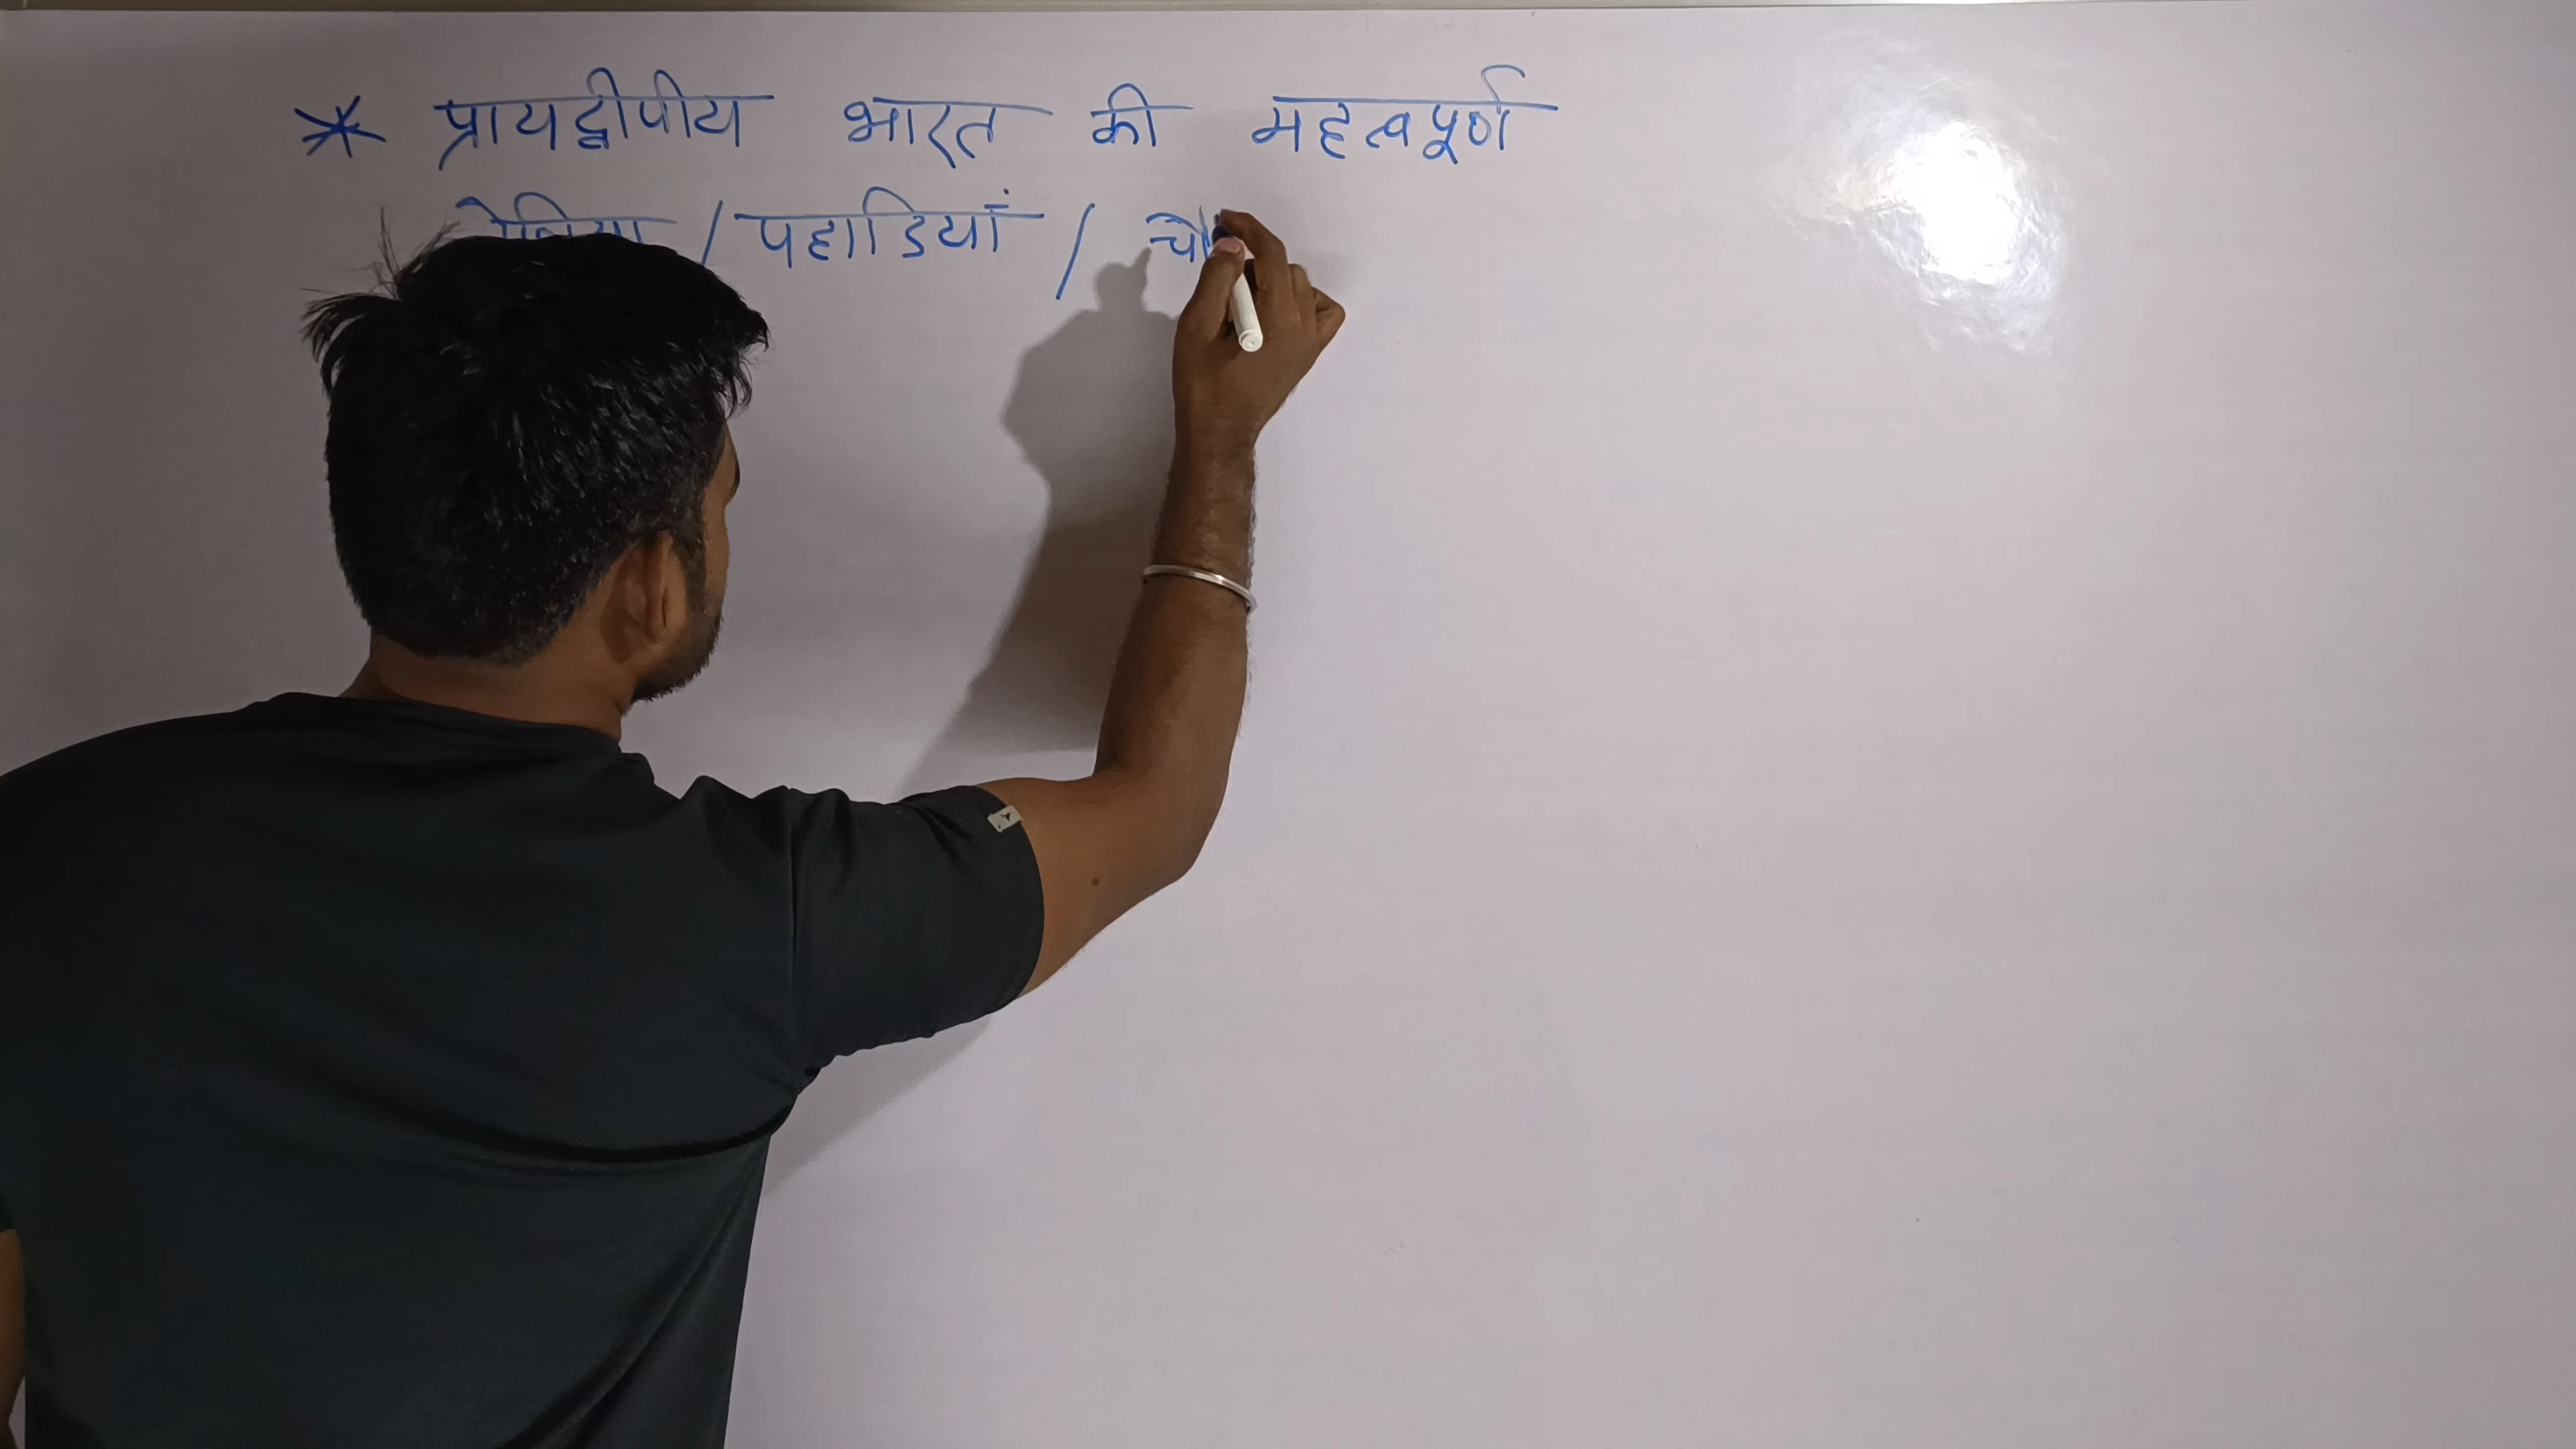 * प्रायद्वीपीय भारत की महत्वपूर्ण
/ पहाडियां / चो